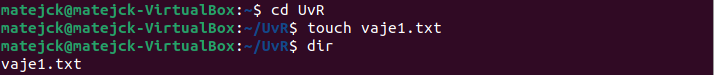 matejck@matejck-VirtualBox:~$ cd UvR
matejck@matejck-VirtualBox:~/UvR$ touch vaje1.txt
matejck@matejck-VirtualBox:~/UvR$ dir
vaje1.txt